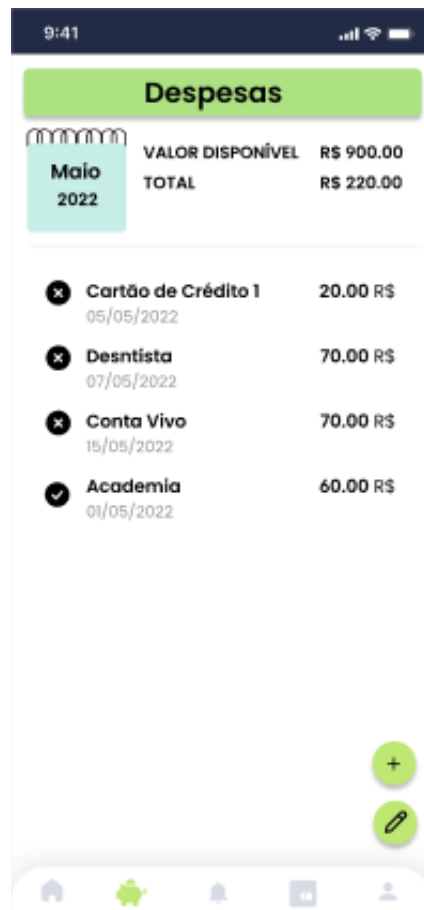 9:41
Despesas
Maio
2022
VALOR DISPONÍVEL R$ 900.00
TOTAL R$ 220.00
Cartão de Crédito 1 20.00 R$
05/05/2022
Desntista 70.00 R$
07/05/2022
Conta Vivo 70.00 R$
15/05/2022
Academia 60.00 R$
01/05/2022